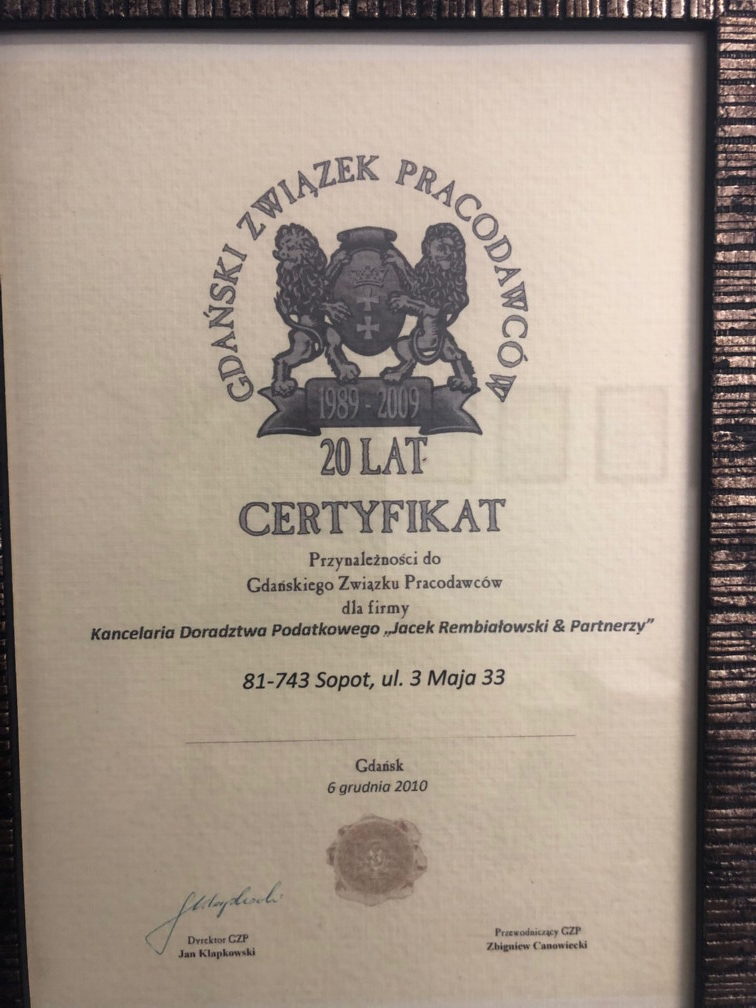 GDAŃSKI ZWIĄZEK PRACODAWCÓW
1989 - 2009
20 LAT
CERTYFIKAT
Przynależności do
Gdańskiego Związku Pracodawców
dla firmy
Kancelaria Doradztwa Podatkowego „Jacek Rembiałowski & Partnerzy”
81-743 Sopot, ul. 3 Maja 33
Gdańsk
6 grudnia 2010
Dyrektor GZP
Jan Klapkowski
Przewodniczący GZP
Zbigniew Canowiecki